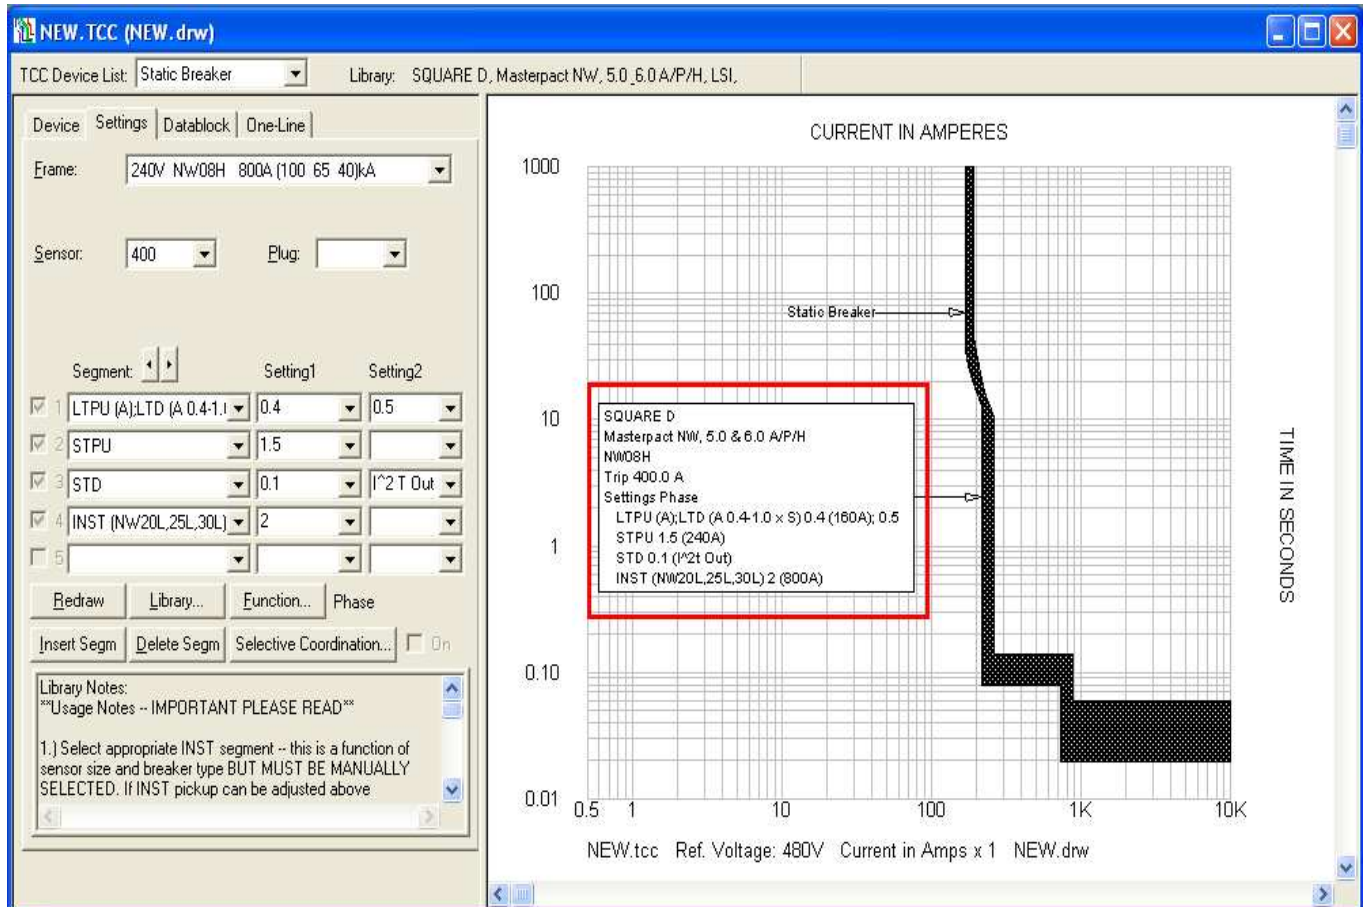 NEW.TCC (NEW.drw)
TCC Device List: Static Breaker Library: SQUARE D, Masterpact NW, 5.0_6.0 A/P/H, LSI,
Device Settings Datablock One-Line
Frame: 240V NW08H 800A (100 65 40)kA
Sensor: 400 Plug:
Segment: Setting1 Setting2
1 LTPU (A);LTD (A 0.4-1.( 0.4 0.5
2 STPU 1.5
3 STD 0.1 I^2 T Out
4 INST (NW20L,25L,30L) 2
5
Redraw Library... Function... Phase
Insert Segm Delete Segm Selective Coordination... On
Library Notes:
**Usage Notes -- IMPORTANT PLEASE READ**
1.) Select appropriate INST segment -- this is a function of
sensor size and breaker type BUT MUST BE MANUALLY
SELECTED. If INST pickup can be adjusted above
CURRENT IN AMPERES
1000
100
10
1
0.10
0.01
Static Breaker
SQUARE D
Masterpact NW, 5.0 & 6.0 A/P/H
NW08H
Trip 400.0 A
Settings Phase
LTPU (A);LTD (A 0.4-1.0 x S) 0.4 (160A); 0.5
STPU 1.5 (240A)
STD 0.1 (I^2t Out)
INST (NW20L,25L,30L) 2 (800A)
TIME IN SECONDS
0.5 1 10 100 1K 10K
NEW.tcc Ref. Voltage: 480V Current in Amps x 1 NEW.drw